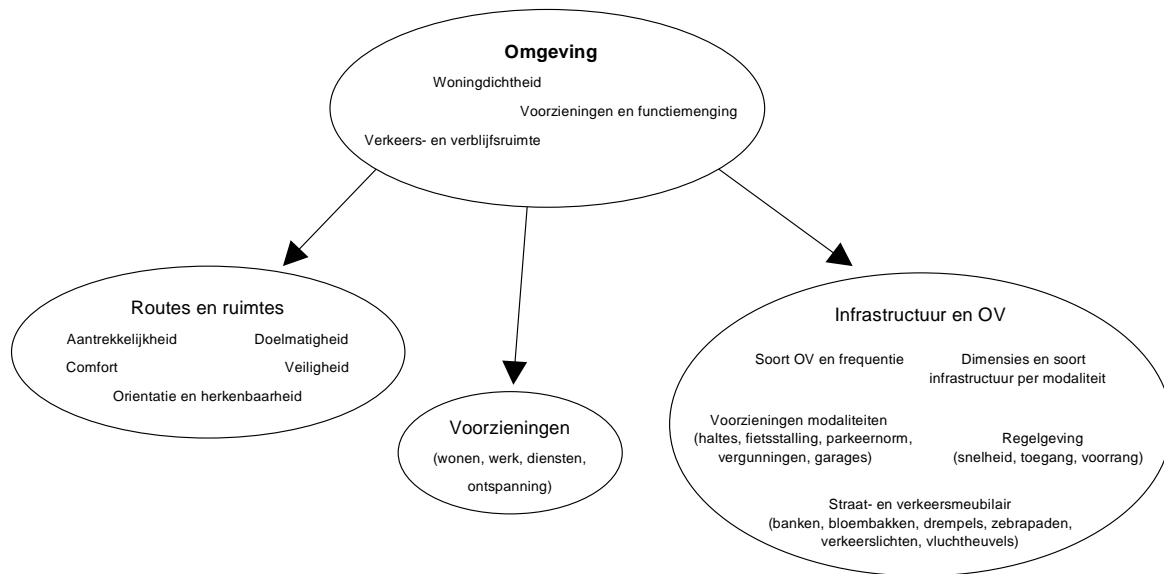 Omgeving
Woningdichtheid
Voorzieningen en functiemenging
Verkeers- en verblijfsruimte
Routes en ruimtes
Aantrekkelijkheid
Doelmatigheid
Comfort
Veiligheid
Orientatie en herkenbaarheid
Voorzieningen
(wonen, werk, diensten,
ontspanning)
Infrastructuur en OV
Soort OV en frequentie
Dimensies en soort
infrastructuur per modaliteit
Voorzieningen modaliteiten
(haltes, fietsstalling, parkeernorm,
vergunningen, garages)
Regelgeving
(snelheid, toegang, voorrang)
Straat- en verkeersmeubilair
(banken, bloembakken, drempels, zebrapaden,
verkeerslichten, vluchtheuvels)